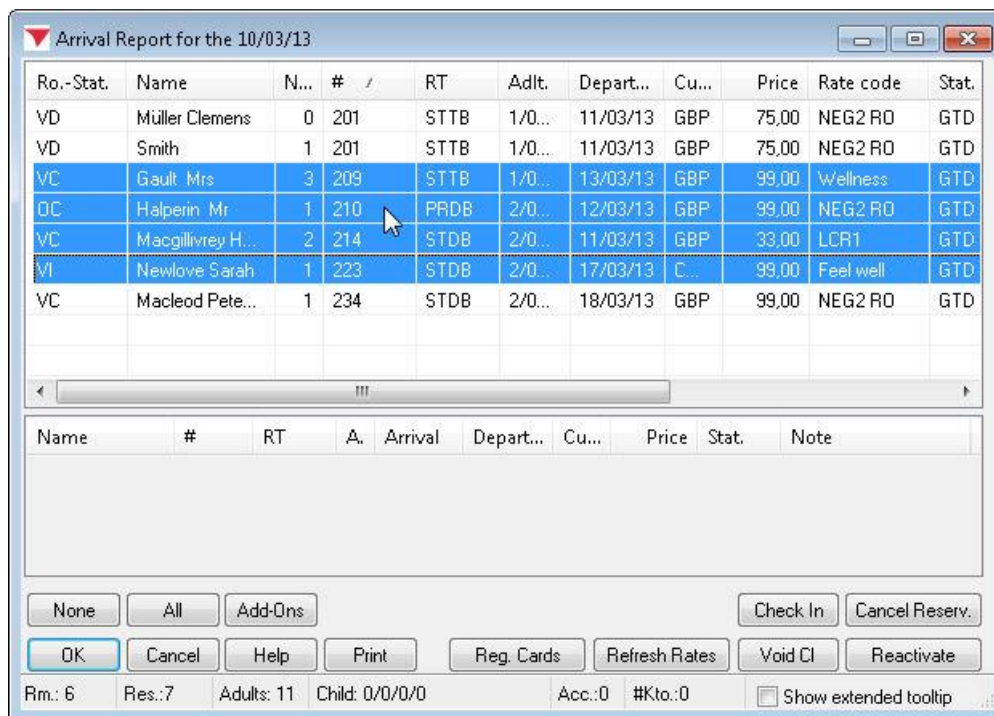 Arrival Report for the 10/03/13
Ro.-Stat. Name N... # / RT Adlt. Depart... Cu... Price Rate code Stat.
VD Müller Clemens 0 201 STTB 1/0... 11/03/13 GBP 75,00 NEG2 RO GTD
VD Smith 1 201 STTB 1/0... 11/03/13 GBP 75,00 NEG2 RO GTD
VC Gault Mrs 3 209 STTB 1/0... 13/03/13 GBP 99,00 Wellness GTD
OC Halperin Mr 1 210 PRDB 2/0... 12/03/13 GBP 99,00 NEG2 RO GTD
VC Macgillivrey H... 2 214 STDB 2/0... 11/03/13 GBP 33,00 LCR1 GTD
VI Newlove Sarah 1 223 STDB 2/0... 17/03/13 C... 99,00 Feel well GTD
VC Macleod Pete... 1 234 STDB 2/0... 18/03/13 GBP 99,00 NEG2 RO GTD
Name # RT A. Arrival Depart... Cu... Price Stat. Note
None All Add-Ons Check In Cancel Reserv.
OK Cancel Help Print Reg. Cards Refresh Rates Void CI Reactivate
Rm.: 6 Res.:7 Adults: 11 Child: 0/0/0/0 Acc.:0 #Kto.:0 Show extended tooltip